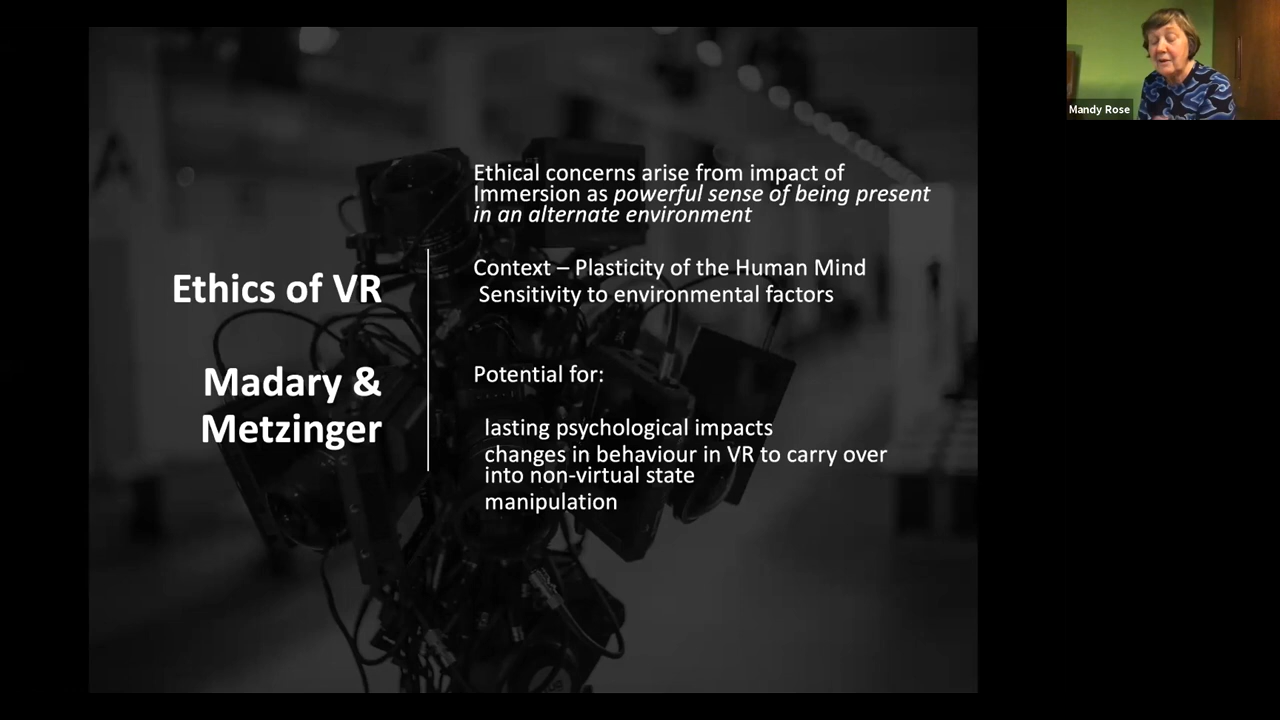 Mandy Rose
Ethics of VR
Madary &
Metzinger
Ethical concerns arise from impact of
Immersion as powerful sense of being present
in an alternate environment
Context – Plasticity of the Human Mind
Sensitivity to environmental factors
Potential for:
lasting psychological impacts
changes in behaviour in VR to carry over
into non-virtual state
manipulation